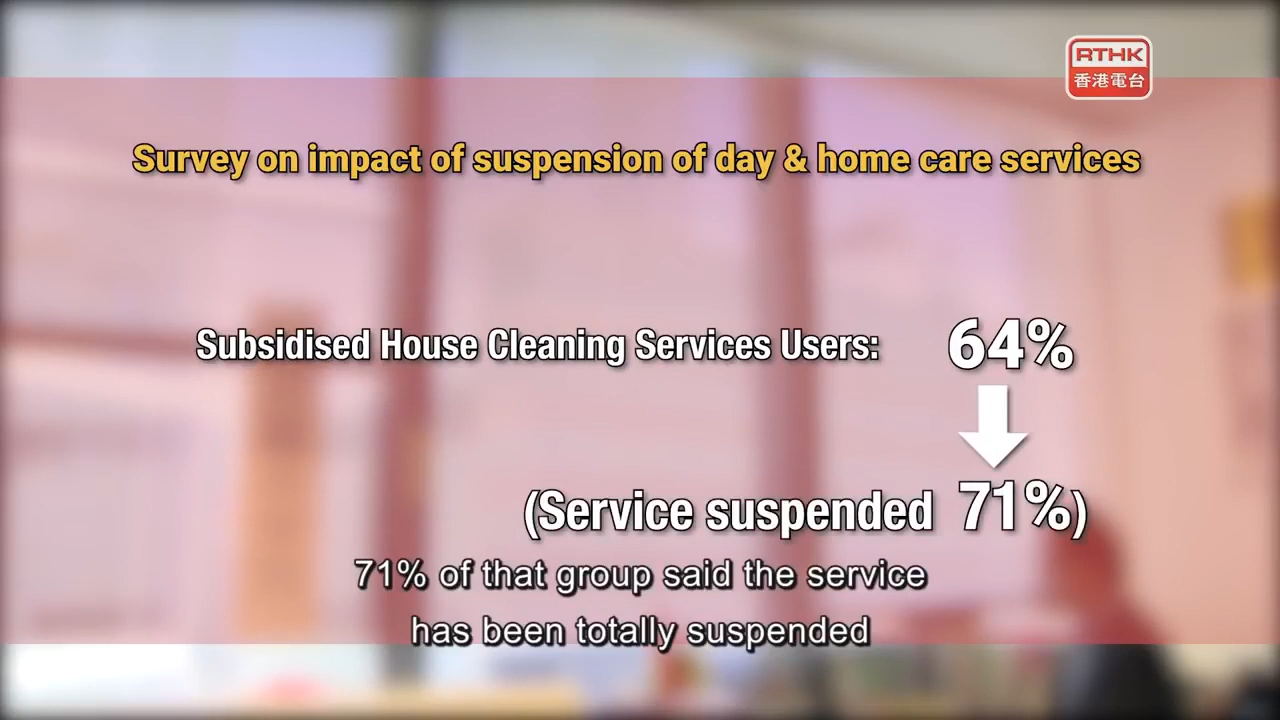 RTHK
香港電台
Survey on impact of suspension of day & home care services
Subsidised House Cleaning Services Users: 64%
(Service suspended 71%)
71% of that group said the service
has been totally suspended